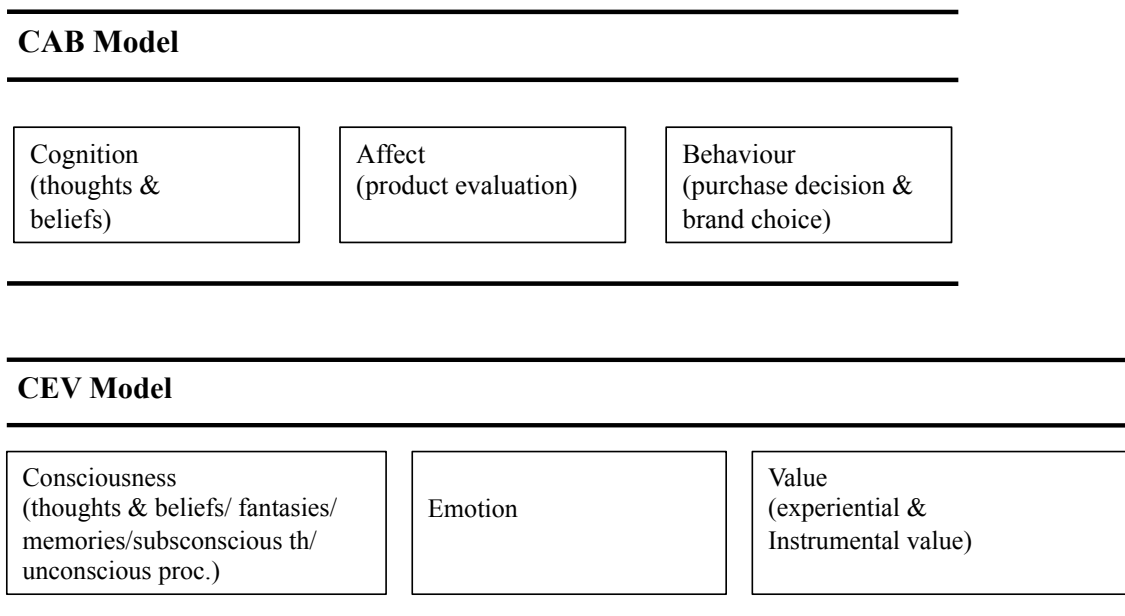 CAB Model
Cognition
(thoughts &
beliefs)
Affect
(product evaluation)
Behaviour
(purchase decision &
brand choice)
CEV Model
Consciousness
(thoughts & beliefs/ fantasies/
memories/subsconscious th/
unconscious proc.)
Emotion
Value
(experiential &
Instrumental value)